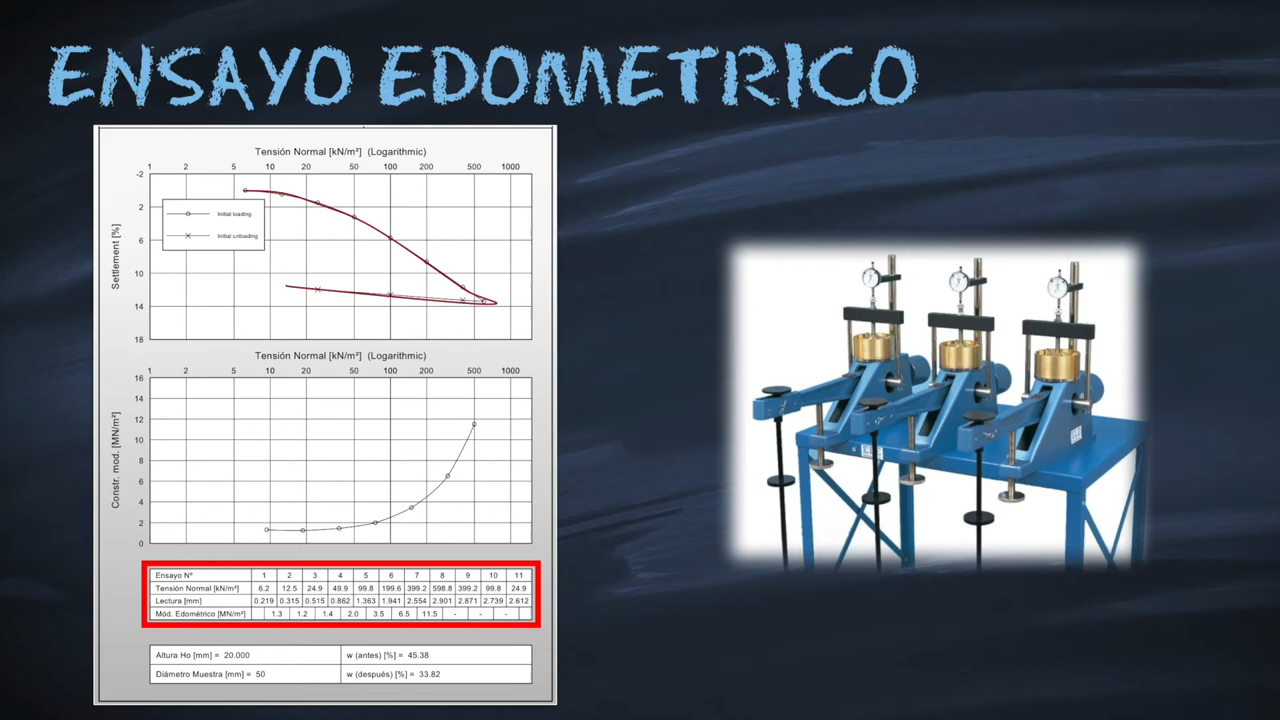 ENSAYO EDOMETRICO
Tensión Normal [kN/m²] (Logarithmic)
1 2 5 10 20 50 100 200 500 1000
-2
2
6
10
14
18
Settlement [%]
Initial loading
Initial unloading
Tensión Normal [kN/m²] (Logarithmic)
1 2 5 10 20 50 100 200 500 1000
16
14
12
10
8
6
4
2
0
Constr. mod. [MN/m²]
Ensayo Nº 1 2 3 4 5 6 7 8 9 10 11
Tensión Normal [kN/m²] 6.2 12.5 24.9 49.9 99.8 199.6 399.2 598.8 399.2 99.8 24.9
Lectura [mm] 0.219 0.315 0.515 0.862 1.363 1.941 2.554 2.901 2.871 2.739 2.612
Mód. Edométrico [MN/m²] 1.3 1.2 1.4 2.0 3.5 6.5 11.5 - - -
Altura Ho [mm] = 20.000 w (antes) [%] = 45.38
Diámetro Muestra [mm] = 50 w (después) [%] = 33.82